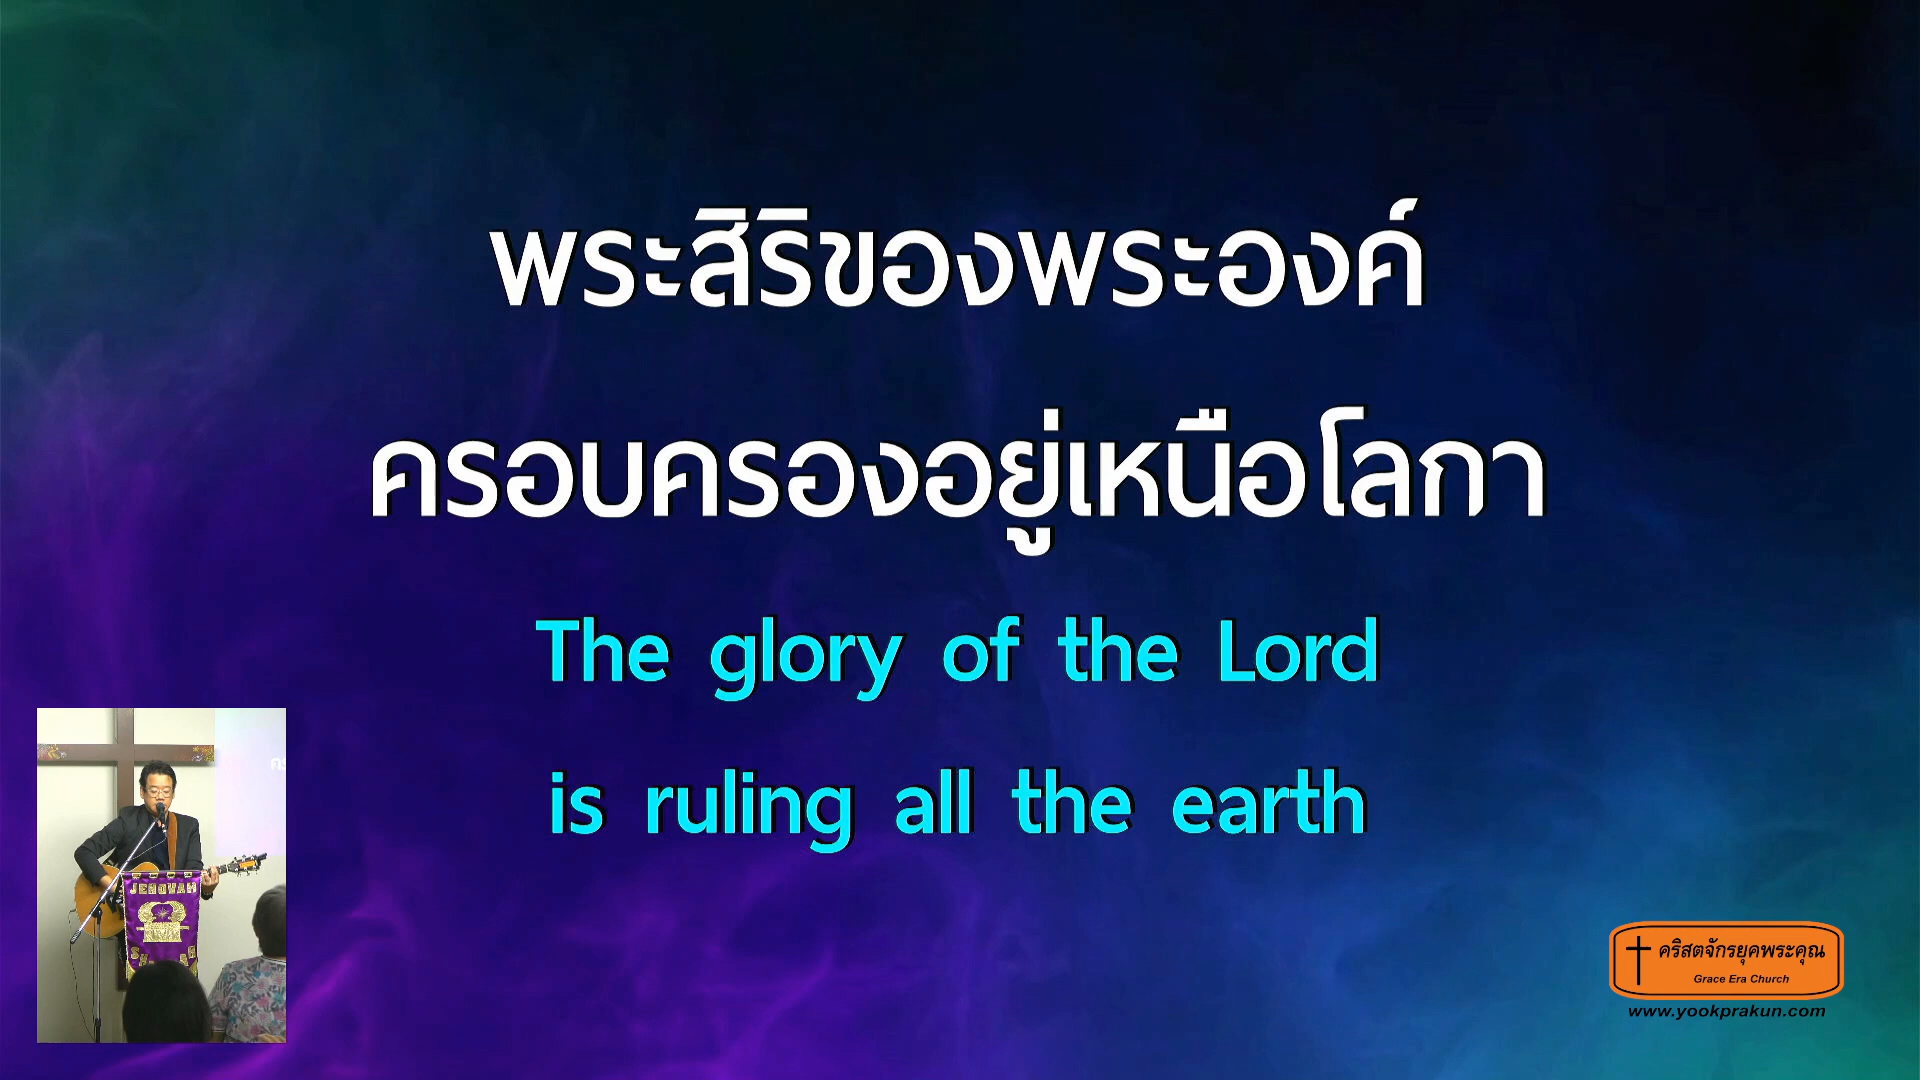 พระสิริของพระองค์
ครอบครองอยู่เหนือโลกา
The glory of the Lord
is ruling all the earth
JEHOVAH
คริสตจักรยุคพระคุณ
Grace Era Church
www.yookprakun.com